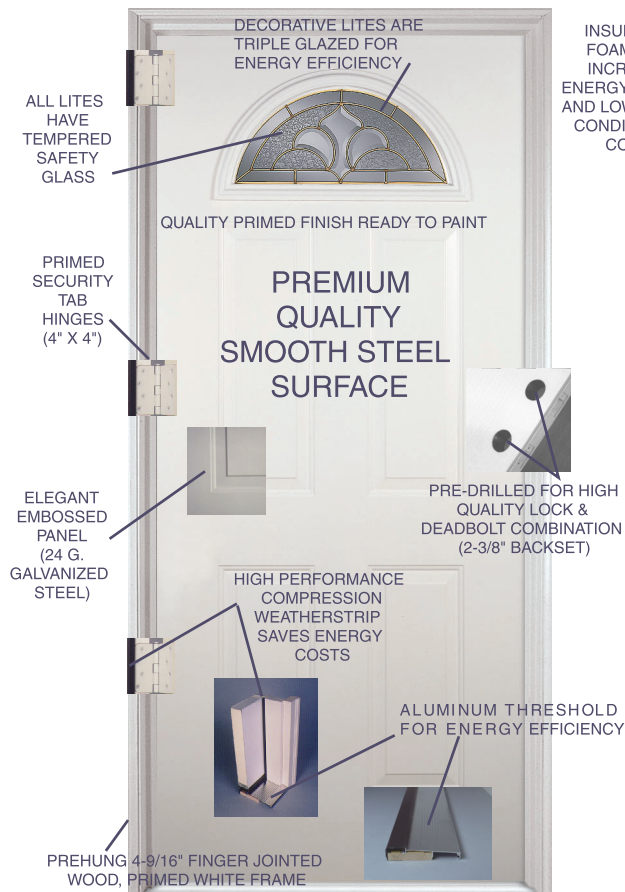 DECORATIVE LITES ARE
TRIPLE GLAZED FOR
ENERGY EFFICIENCY
ALL LITES
HAVE
TEMPERED
SAFETY
GLASS
FOAM
AND
QUALITY PRIMED FINISH READY TO PAINT
PRIMED
SECURITY
TAB
HINGES
(4" X 4")
PREMIUM
QUALITY
SMOOTH STEEL
SURFACE
PRE-DRILLED FOR HIGH
QUALITY LOCK &
DEADBOLT COMBINATION
(2-3/8" BACKSET)
ELEGANT
EMBOSSED
PANEL
(24 G.
GALVANIZED
STEEL)
HIGH PERFORMANCE
COMPRESSION
WEATHERSTRIP
SAVES ENERGY
COSTS
ALUMINUM THRESHOLD
FOR ENERGY EFFICIENCY
PREHUNG 4-9/16" FINGER JOINTED
WOOD, PRIMED WHITE FRAME